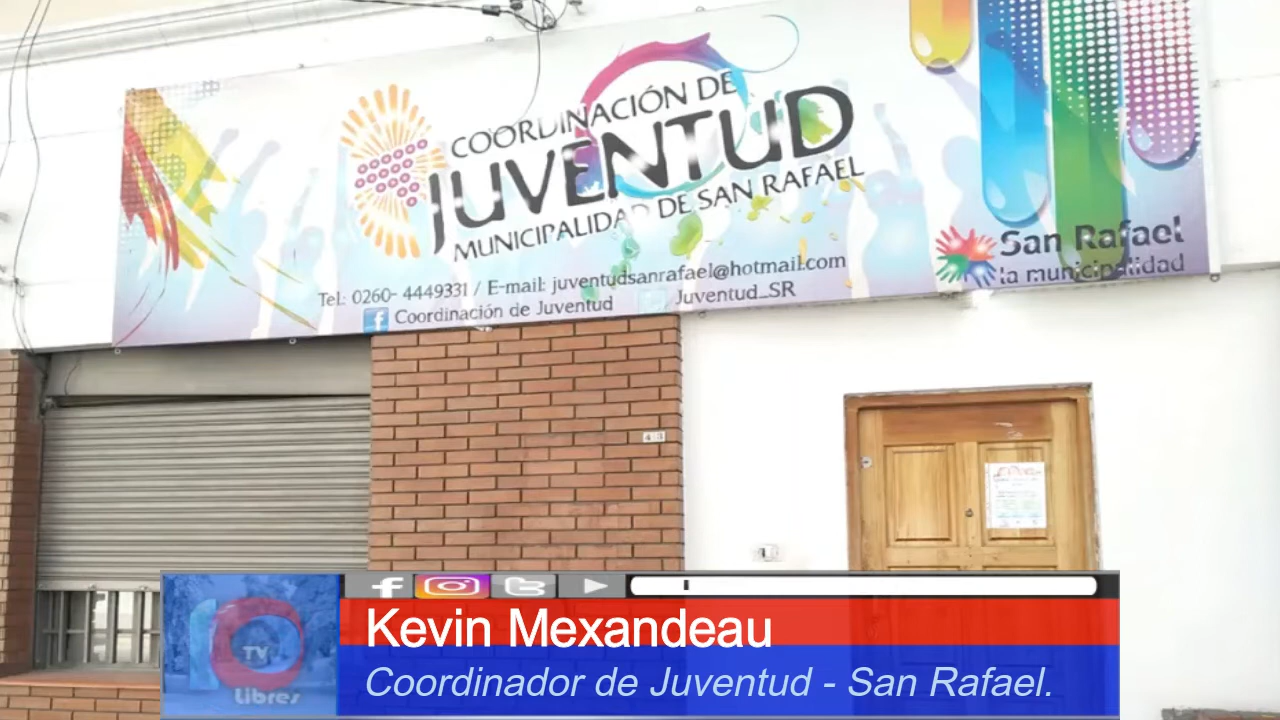 COORDINACIÓN DE
JUVENTUD
MUNICIPALIDAD DE SAN RAFAEL
Tel: 0260- 4449331 / E-mail: juventudsanrafael@hotmail.com
Coordinación de Juventud Juventud_SR
San Rafael
la municipalidad
TV
Libres
Kevin Mexandeau
Coordinador de Juventud - San Rafael.